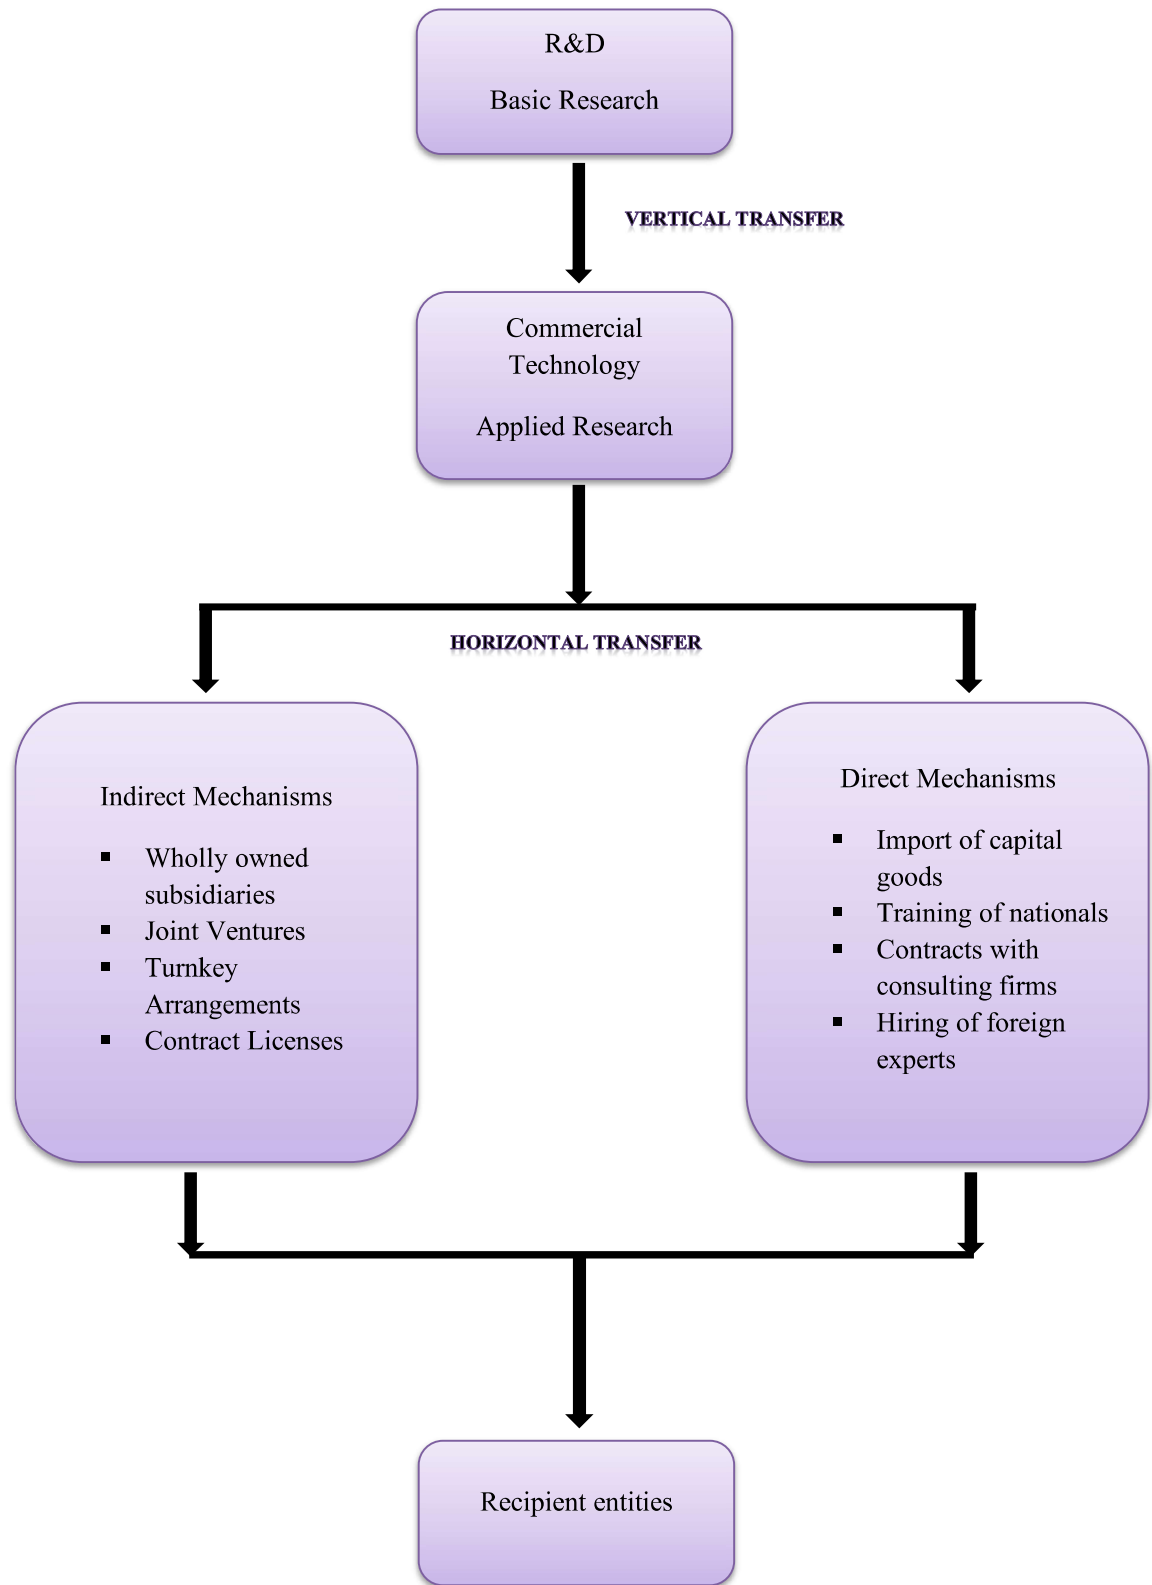 R&D
Basic Research
VERTICAL TRANSFER
Commercial
Technology
Applied Research
HORIZONTAL TRANSFER
Indirect Mechanisms
▪ Wholly owned
subsidiaries
▪ Joint Ventures
▪ Turnkey
Arrangements
▪ Contract Licenses
Direct Mechanisms
▪ Import of capital
goods
▪ Training of nationals
▪ Contracts with
consulting firms
▪ Hiring of foreign
experts
Recipient entities